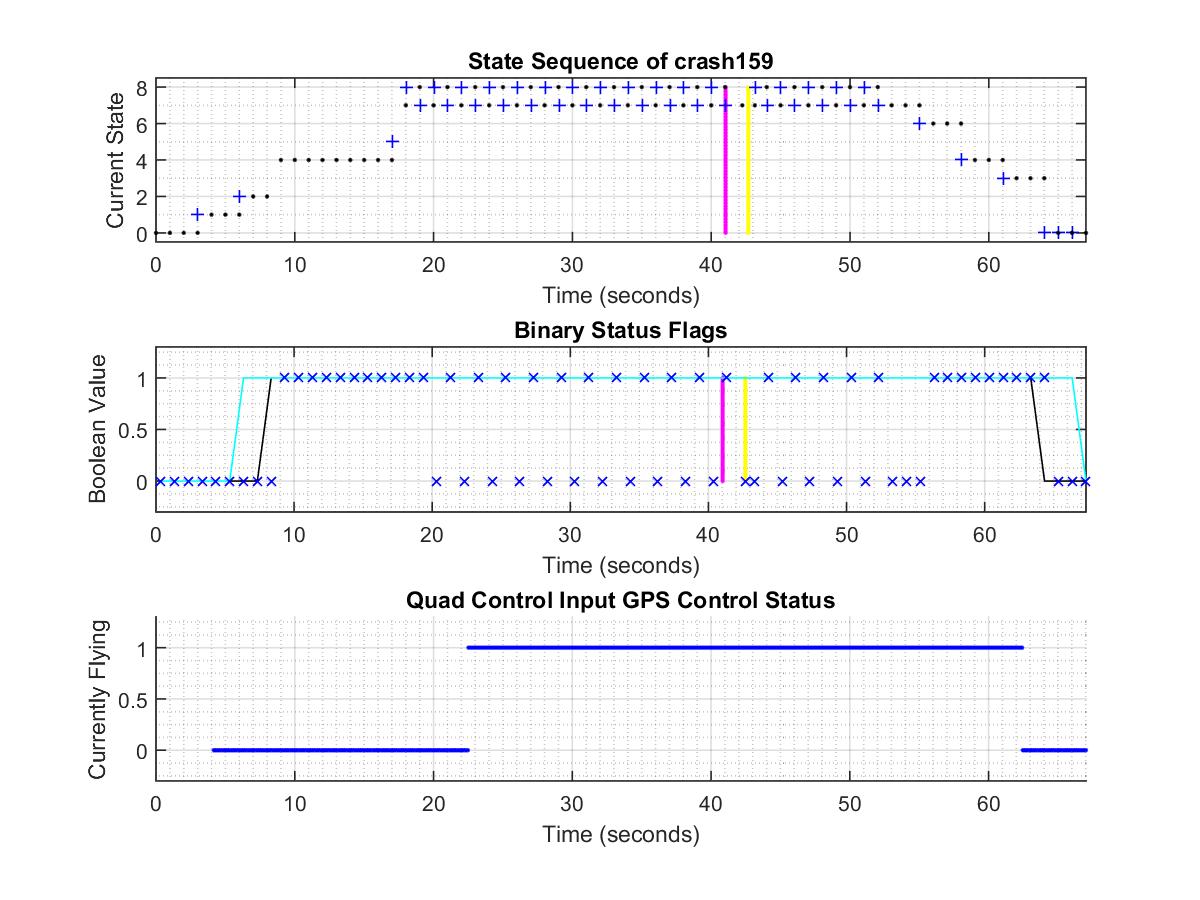 State Sequence of crash159
Current State
8
6
4
2
0
0 10 20 30 40 50 60
Time (seconds)
Binary Status Flags
Boolean Value
1
0.5
0
0 10 20 30 40 50 60
Time (seconds)
Quad Control Input GPS Control Status
Currently Flying
1
0.5
0
0 10 20 30 40 50 60
Time (seconds)